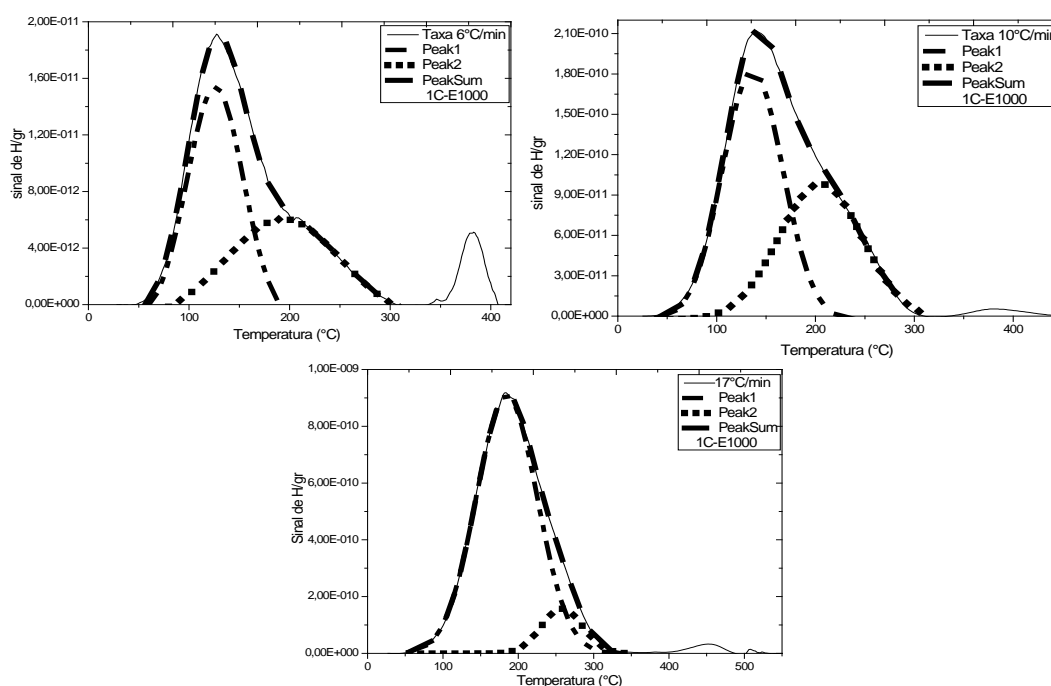 2,00E-011
1,60E-011
1,20E-011
8,00E-012
4,00E-012
0,00E+000
sinal de H/gr
0 100 200 300 400
Temperatura (°C)
Taxa 6°C/min
Peak1
Peak2
PeakSum
1C-E1000
2,10E-010
1,80E-010
1,50E-010
1,20E-010
9,00E-011
6,00E-011
3,00E-011
0,00E+000
sinal de H/gr
0 100 200 300 400
Temperatura (°C)
Taxa 10°C/min
Peak1
Peak2
PeakSum
1C-E1000
1,00E-009
8,00E-010
6,00E-010
4,00E-010
2,00E-010
0,00E+000
Sinal de H/gr
0 100 200 300 400 500
Temperatura (°C)
17°C/min
Peak1
Peak2
PeakSum
1C-E1000